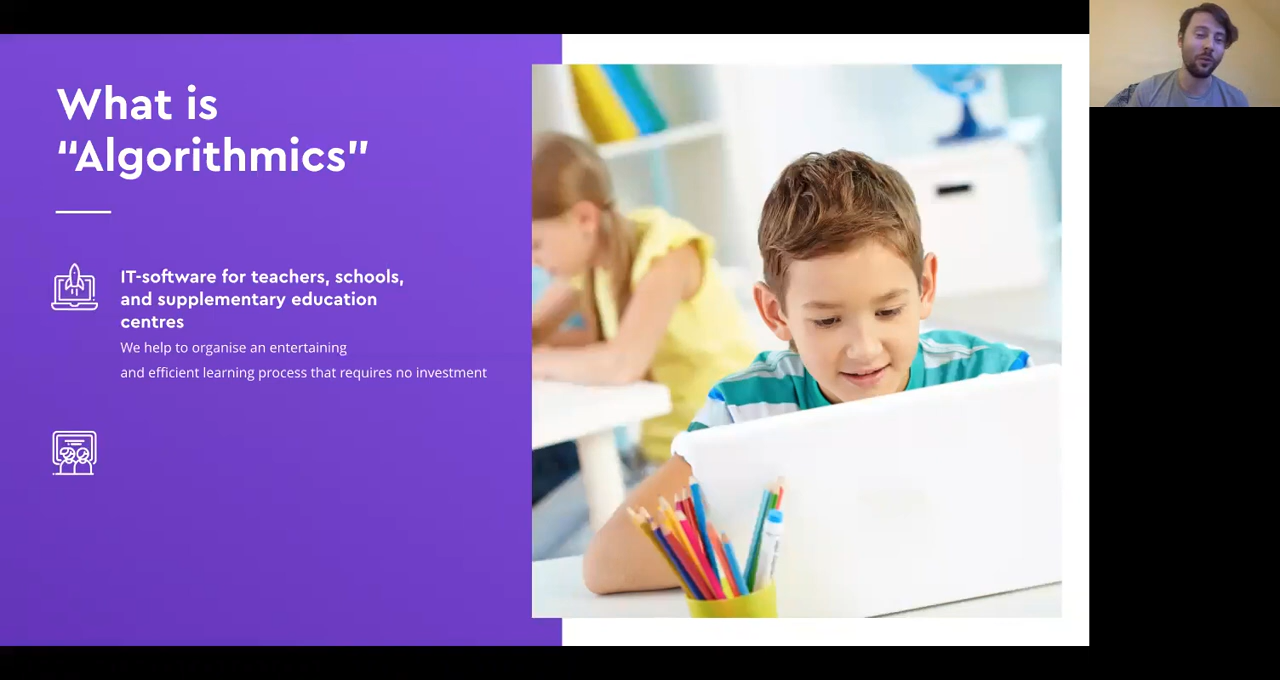 What is
“Algorithmics”
IT-software for teachers, schools,
and supplementary education
centres
We help to organise an entertaining
and efficient learning process that requires no investment